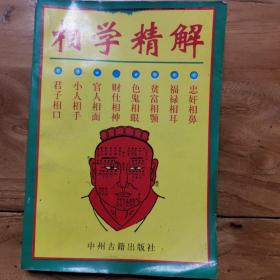 相学精解
忠奸相鼻
福禄相耳
贫富相颚
色鬼相眼
财仕相神
官人相面
小人相手
君子相口
中州古籍出版社